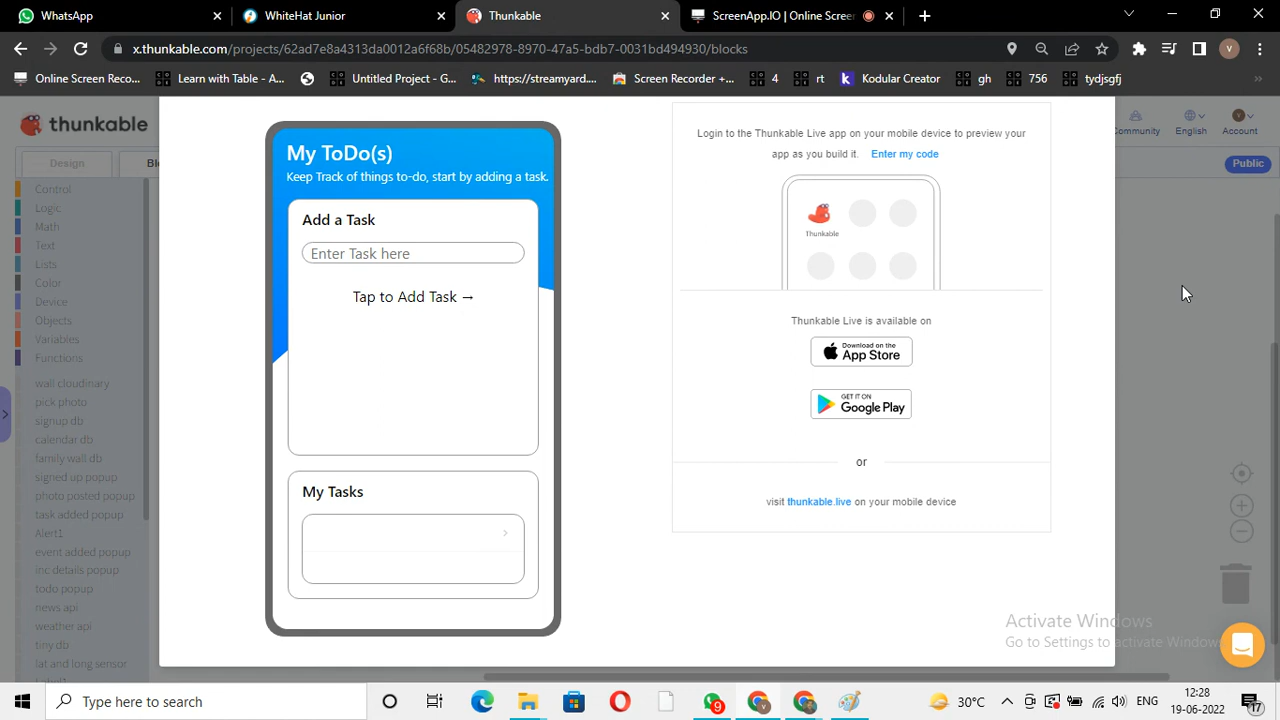 WhatsApp
WhiteHat Junior
Thunkable
ScreenApp.IO | Online Screen
x.thunkable.com/projects/62ad7e8a4313da0012a6f68b/05482978-8970-47a5-bdb7-0031bd494930/blocks
V
Online Screen Reco...
Learn with Table - A...
Untitled Project - G...
https://streamyard....
Screen Recorder -...
4
rt
Kodular Creator
gh
756
tydjsgfj
»
thunkable
Community
English
Account
Design
Bl
Public
Control
Logic
Math
Text
Lists
Color
Device
Objects
Variables
Functions
wall cloudinary
pick photo
signup db
calendar db
family wall db
signed up popup
photo posted popup
task added popup
Alert1
event added popup
inc details popup
todo popup
news api
weather api
tiny db
lat and long sensor
Label1
My ToDo(s)
Keep Track of things to-do, start by adding a task.
Add a Task
Enter Task here
Tap to Add Task →
My Tasks
Login to the Thunkable Live app on your mobile device to preview your
app as you build it. Enter my code
Thunkable
Thunkable Live is available on
Download on the
App Store
GET IT ON
Google Play
or
visit thunkable.live on your mobile device
Activate Windows
Go to Settings to activate Windows
Type here to search
9
30°C
ENG
12:28
19-06-2022
17